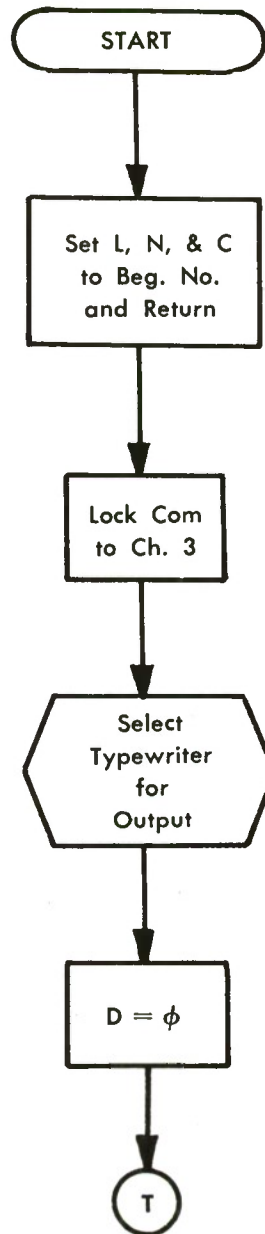 START
Set L, N, & C
to Beg. No.
and Return
Lock Com
to Ch. 3
Select
Typewriter
for
Output
D = ϕ
T